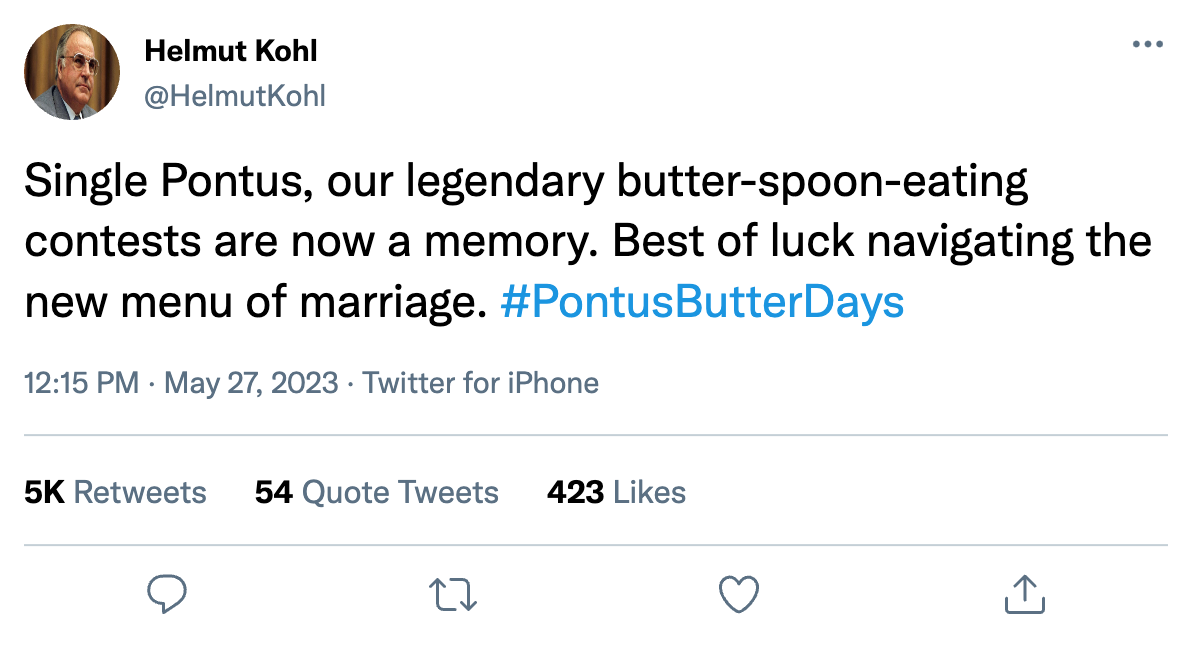 Helmut Kohl
@HelmutKohl
Single Pontus, our legendary butter-spoon-eating
contests are now a memory. Best of luck navigating the
new menu of marriage. #PontusButterDays
12:15 PM · May 27, 2023 · Twitter for iPhone
5K Retweets 54 Quote Tweets 423 Likes